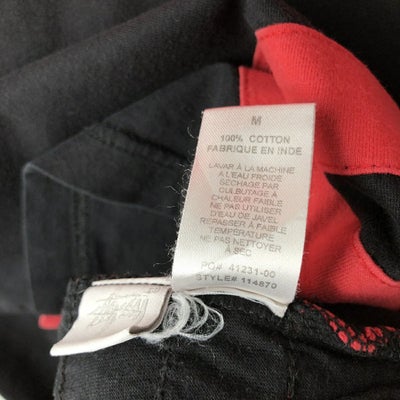 M
100% COTTON
FABRIQUE EN INDE
LAVAR À LA MACHINE
A L'EAU FROIDE
SECHAGE PAR
CULBUTAGE À
CHALEUR FAIBLE
NE PAS UTILISER
D'EAU DE JAVEL
REPASSER À FAIBLE
TEMPÉRATURE
NE PAS NETTOYER
À SEC
PO# 41231-00
STYLE# 114870